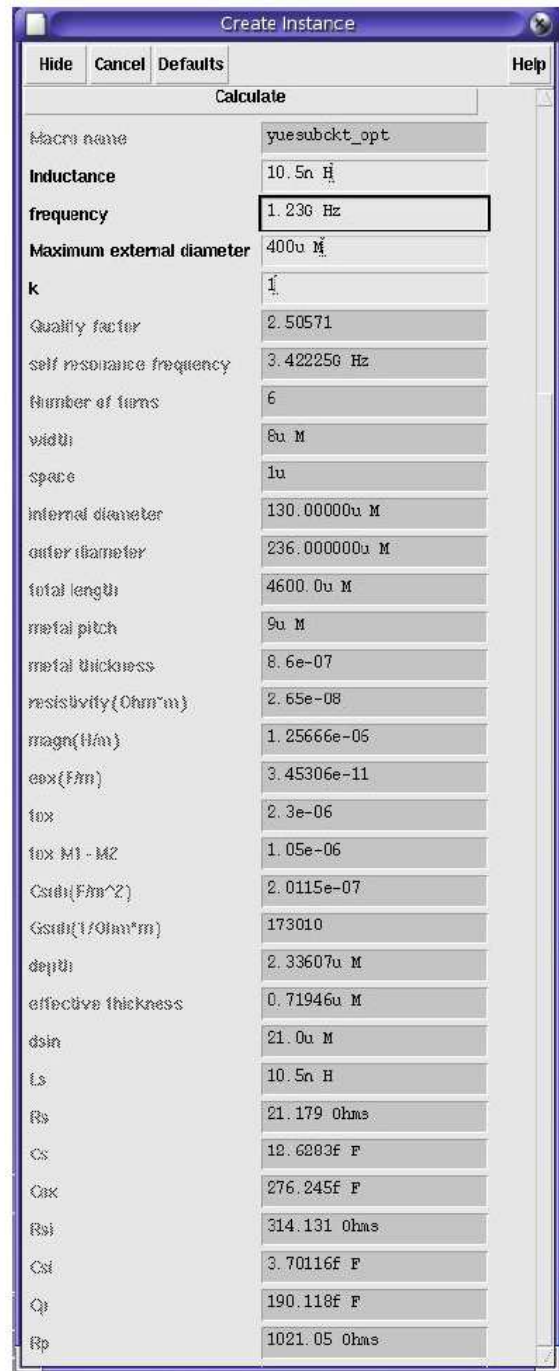 Create Instance
Hide Cancel Defaults Help
Calculate
Macro name yuesubckt_opt
Inductance 10.5n H
frequency 1.23G Hz
Maximum external diameter 400u M
k 1
Quality factor 2.50571
self resonance frequency 3.42225G Hz
Number of turns 6
width 8u M
space 1u
internal diameter 130.00000u M
outer diameter 236.000000u M
total length 4600.0u M
metal pitch 9u M
metal thickness 8.6e-07
resistivity(Ohm*m) 2.65e-08
magn(H/m) 1.25666e-06
eox(F/m) 3.45306e-11
tox 2.3e-06
tox M1 - M2 1.05e-06
Csub(F/m^2) 2.0115e-07
Gsub(1/Ohm*m) 173010
depth 2.33607u M
effective thickness 0.71946u M
dsin 21.0u M
Ls 10.5n H
Rs 21.179 Ohms
Cs 12.6283f F
Cox 276.245f F
Rsi 314.131 Ohms
Csi 3.70116f F
Cp 190.118f F
Rp 1021.05 Ohms